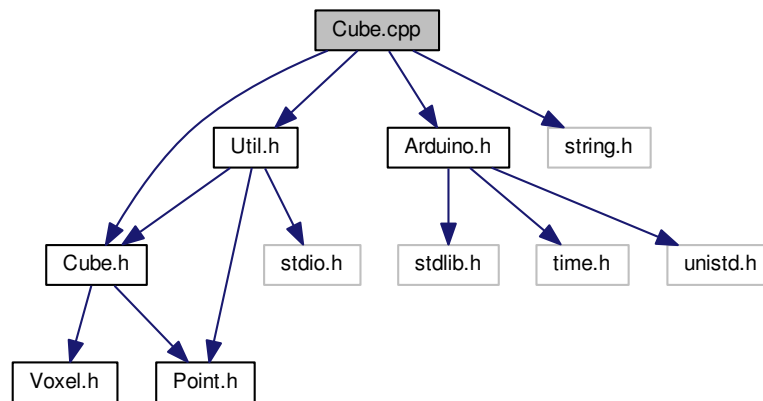 Cube.cpp
Util.h
Arduino.h
string.h
Cube.h
stdio.h
stdlib.h
time.h
unistd.h
Voxel.h
Point.h